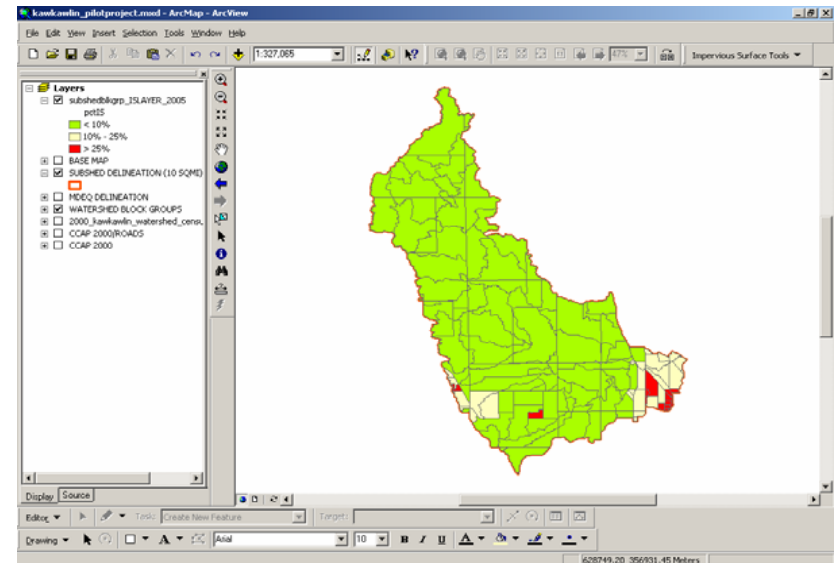 kawkawlin_pilotproject.mxd - ArcMap - ArcView
File Edit View Insert Selection Tools Window Help
1:327,065 47% Impervious Surface Tools
Layers
subshedblkgrp_ISLAYER_2005
pctIS
< 10%
10% - 25%
> 25%
BASE MAP
SUBSHED DELINEATION (10 SQMI)
MDEQ DELINEATION
WATERSHED BLOCK GROUPS
2000_kawkawlin_watershed_censu
CCAP 2000/ROADS
CCAP 2000
Display Source
Editor Task: Create New Feature Target:
Drawing A Arial 10 B I U A
628749.20 356931.45 Meters